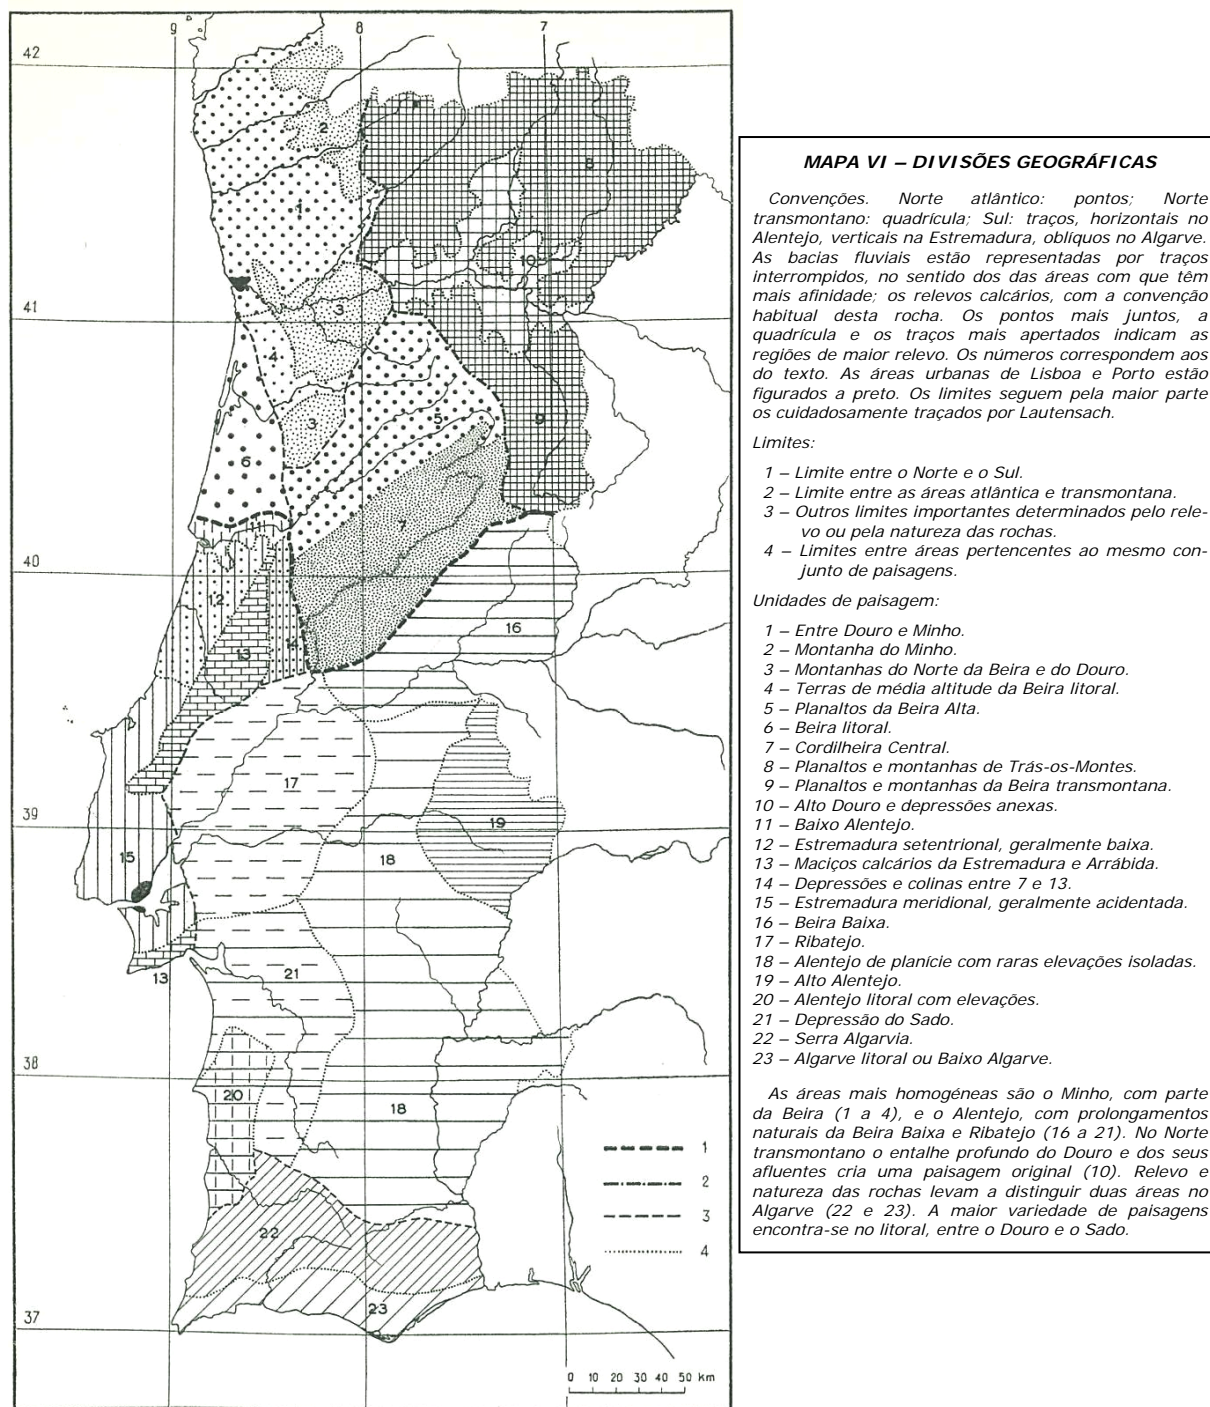 9 8 7
42
2
8
1
10
41
3
4
3
5
9
6
7
40
12
16
13
14
17
39
19
15
18
13
21
38
20
18
1
2
3
22
4
23
37
0 10 20 30 40 50 km
MAPA VI – DIVISÕES GEOGRÁFICAS
Convenções. Norte atlântico: pontos; Norte
transmontano: quadrícula; Sul: traços, horizontais no
Alentejo, verticais na Estremadura, oblíquos no Algarve.
As bacias fluviais estão representadas por traços
interrompidos, no sentido dos das áreas com que têm
mais afinidade; os relevos calcários, com a convenção
habitual desta rocha. Os pontos mais juntos, a
quadrícula e os traços mais apertados indicam as
regiões de maior relevo. Os números correspondem aos
do texto. As áreas urbanas de Lisboa e Porto estão
figurados a preto. Os limites seguem pela maior parte
os cuidadosamente traçados por Lautensach.
Limites:
1 – Limite entre o Norte e o Sul.
2 – Limite entre as áreas atlântica e transmontana.
3 – Outros limites importantes determinados pelo rele-
vo ou pela natureza das rochas.
4 – Limites entre áreas pertencentes ao mesmo con-
junto de paisagens.
Unidades de paisagem:
1 – Entre Douro e Minho.
2 – Montanha do Minho.
3 – Montanhas do Norte da Beira e do Douro.
4 – Terras de média altitude da Beira litoral.
5 – Planaltos da Beira Alta.
6 – Beira litoral.
7 – Cordilheira Central.
8 – Planaltos e montanhas de Trás-os-Montes.
9 – Planaltos e montanhas da Beira transmontana.
10 – Alto Douro e depressões anexas.
11 – Baixo Alentejo.
12 – Estremadura setentrional, geralmente baixa.
13 – Maciços calcários da Estremadura e Arrábida.
14 – Depressões e colinas entre 7 e 13.
15 – Estremadura meridional, geralmente acidentada.
16 – Beira Baixa.
17 – Ribatejo.
18 – Alentejo de planície com raras elevações isoladas.
19 – Alto Alentejo.
20 – Alentejo litoral com elevações.
21 – Depressão do Sado.
22 – Serra Algarvia.
23 – Algarve litoral ou Baixo Algarve.
As áreas mais homogéneas são o Minho, com parte
da Beira (1 a 4), e o Alentejo, com prolongamentos
naturais da Beira Baixa e Ribatejo (16 a 21). No Norte
transmontano o entalhe profundo do Douro e dos seus
afluentes cria uma paisagem original (10). Relevo e
natureza das rochas levam a distinguir duas áreas no
Algarve (22 e 23). A maior variedade de paisagens
encontra-se no litoral, entre o Douro e o Sado.